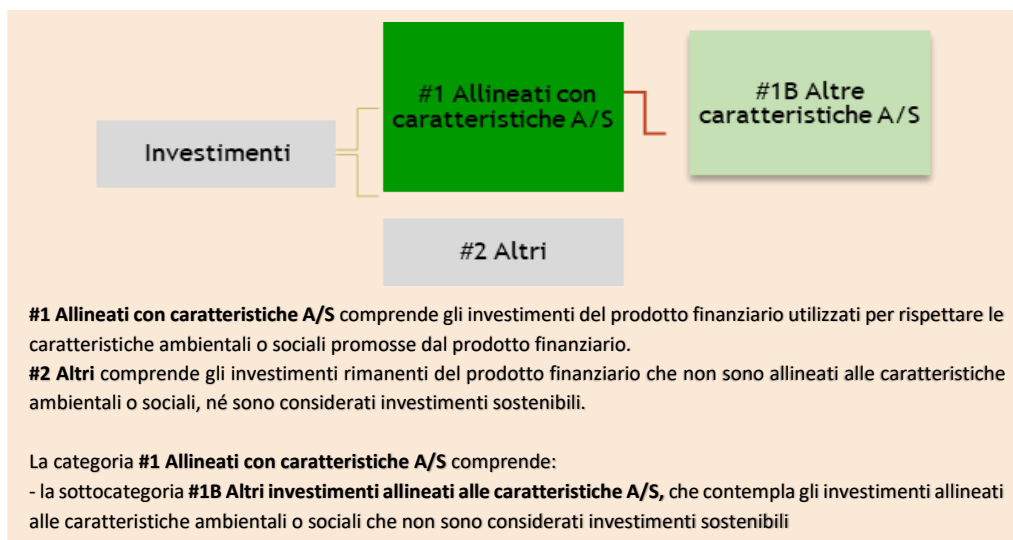 #1 Allineati con
caratteristiche A/S
#1B Altre
caratteristiche A/S
Investimenti
#2 Altri
#1 Allineati con caratteristiche A/S comprende gli investimenti del prodotto finanziario utilizzati per rispettare le
caratteristiche ambientali o sociali promosse dal prodotto finanziario.
#2 Altri comprende gli investimenti rimanenti del prodotto finanziario che non sono allineati alle caratteristiche
ambientali o sociali, né sono considerati investimenti sostenibili.
La categoria #1 Allineati con caratteristiche A/S comprende:
- la sottocategoria #1B Altri investimenti allineati alle caratteristiche A/S, che contempla gli investimenti allineati
alle caratteristiche ambientali o sociali che non sono considerati investimenti sostenibili